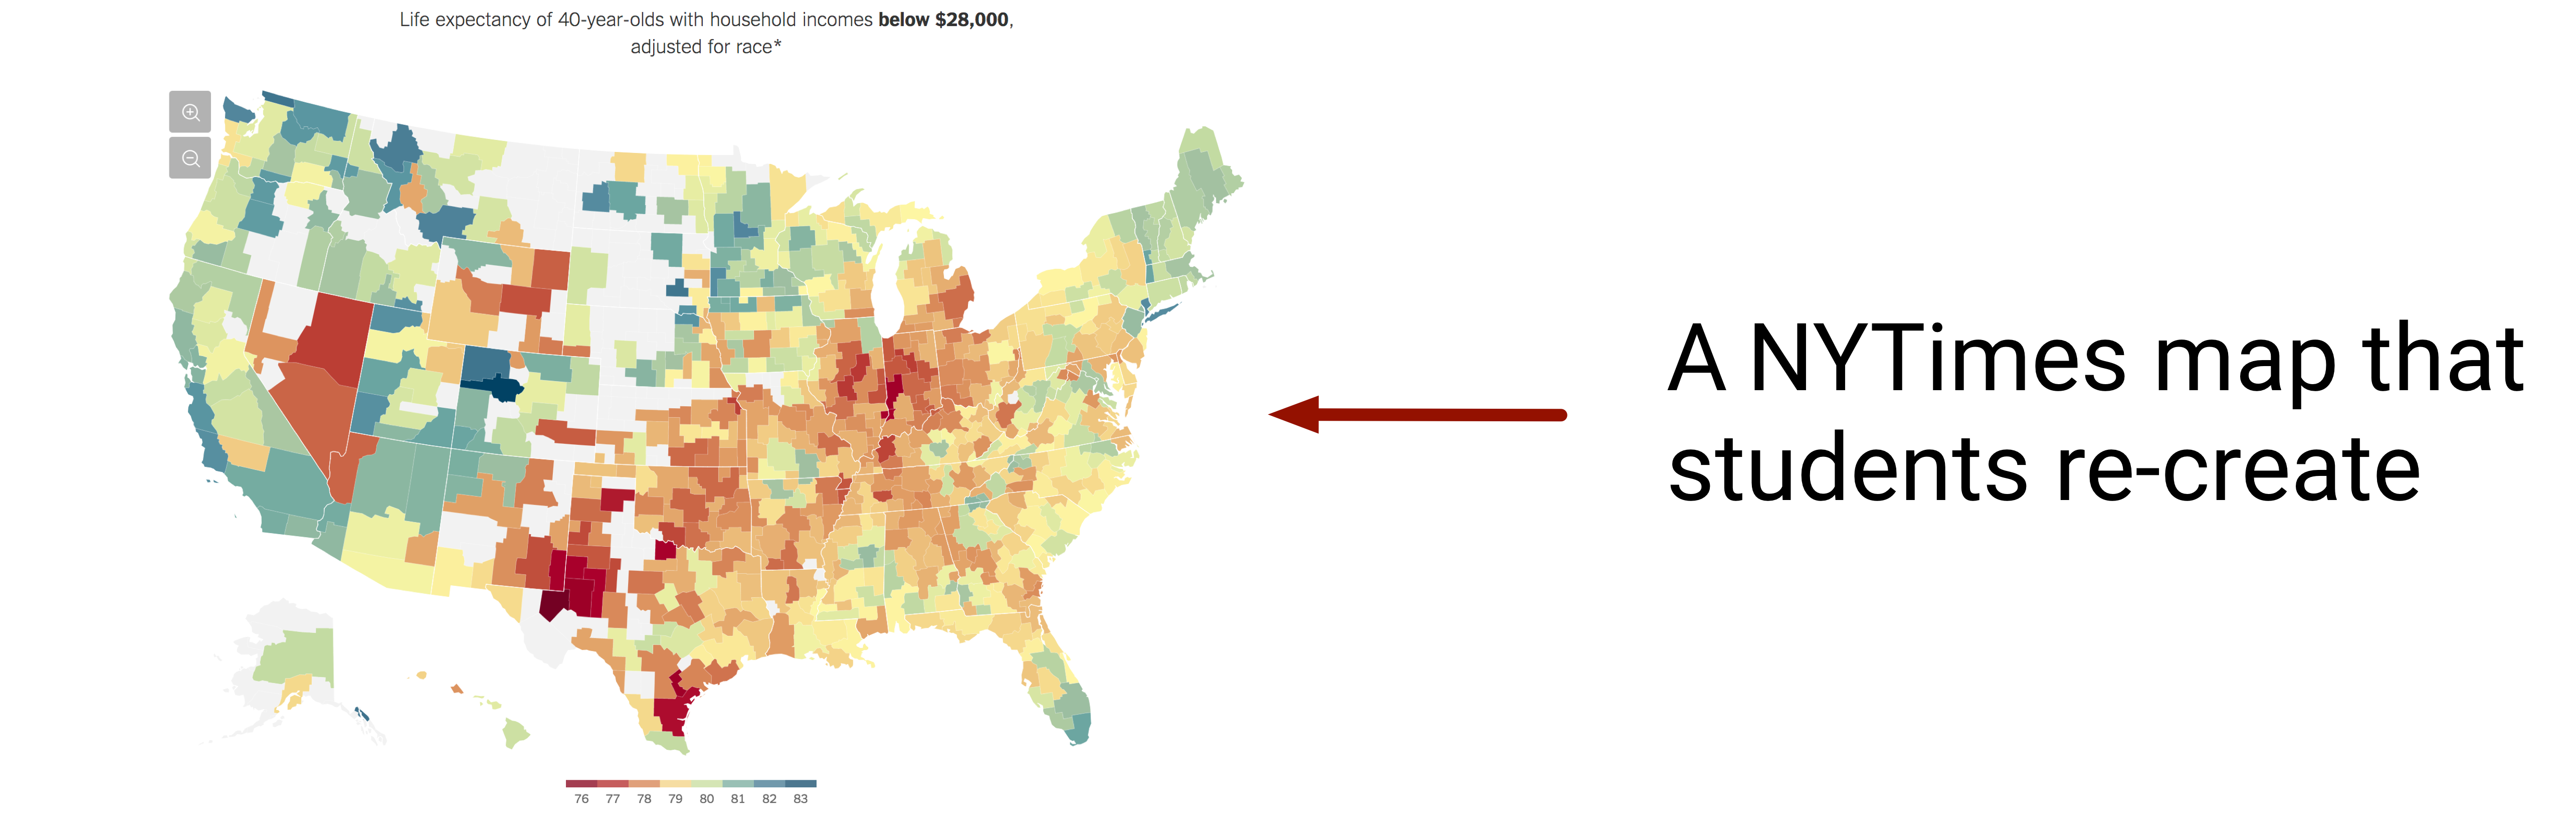 Life expectancy of 40-year-olds with household incomes below $28,000,
adjusted for race*
A NYTimes map that
students re-create
76 77 78 79 80 81 82 83